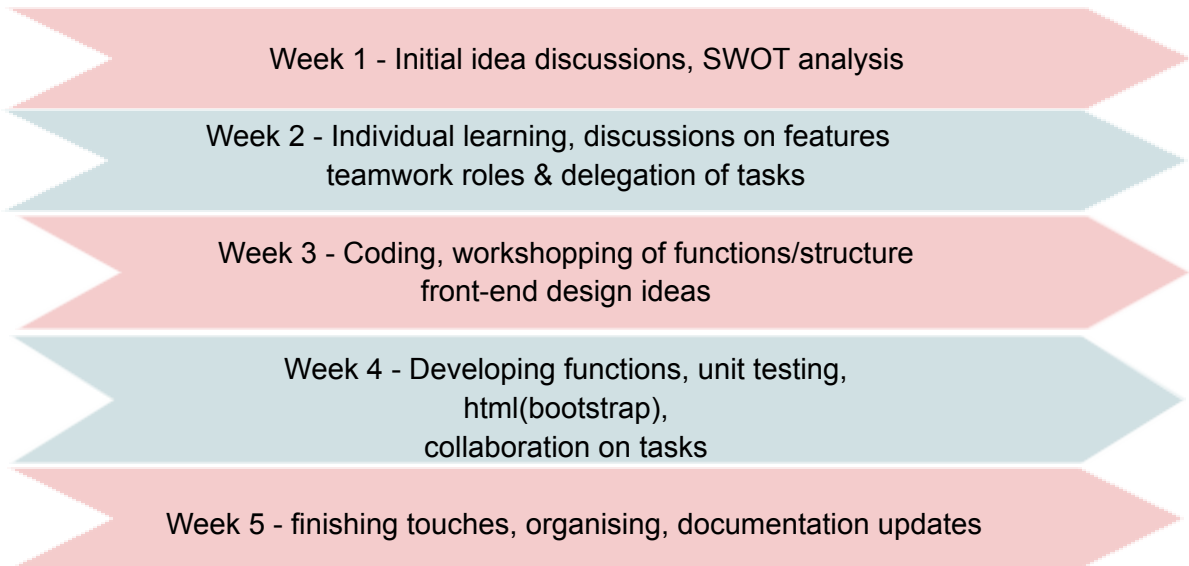 Week 1 - Initial idea discussions, SWOT analysis
Week 2 - Individual learning, discussions on features
teamwork roles & delegation of tasks
Week 3 - Coding, workshopping of functions/structure
front-end design ideas
Week 4 - Developing functions, unit testing,
html(bootstrap),
collaboration on tasks
Week 5 - finishing touches, organising, documentation updates